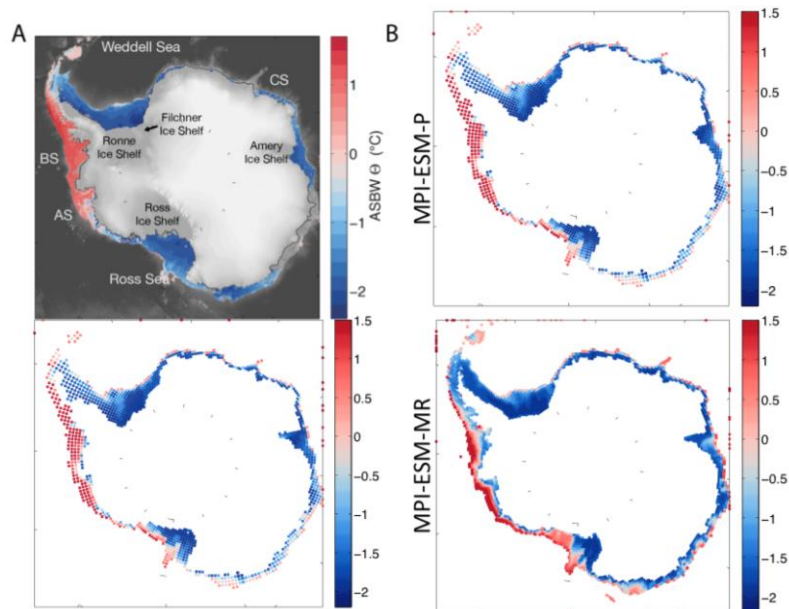 A
Weddell Sea
CS
Filchner
Ice Shelf
Ronne
Ice Shelf
Amery
Ice Shelf
BS
AS
Ross
Ice Shelf
Ross Sea
1
0
−1
−2
ASBW Θ (°C)
B
MPI-ESM-P
1.5
1
0.5
0
−0.5
−1
−1.5
−2
1.5
1
0.5
0
−0.5
−1
−1.5
−2
MPI-ESM-MR
1.5
1
0.5
0
−0.5
−1
−1.5
−2